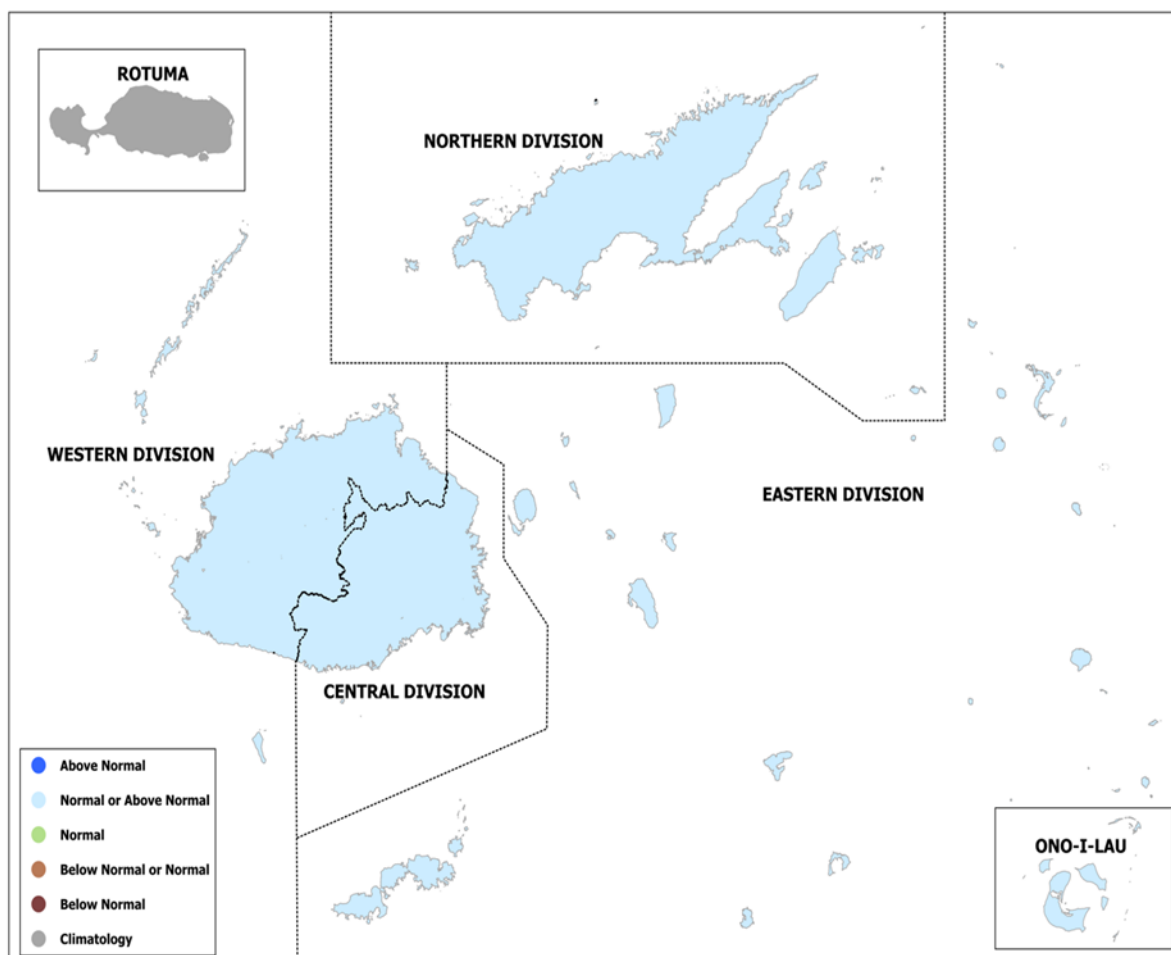 ROTUMA
NORTHERN DIVISION
WESTERN DIVISION
EASTERN DIVISION
CENTRAL DIVISION
Above Normal
Normal or Above Normal
Normal
Below Normal or Normal
Below Normal
Climatology
ONO-I-LAU